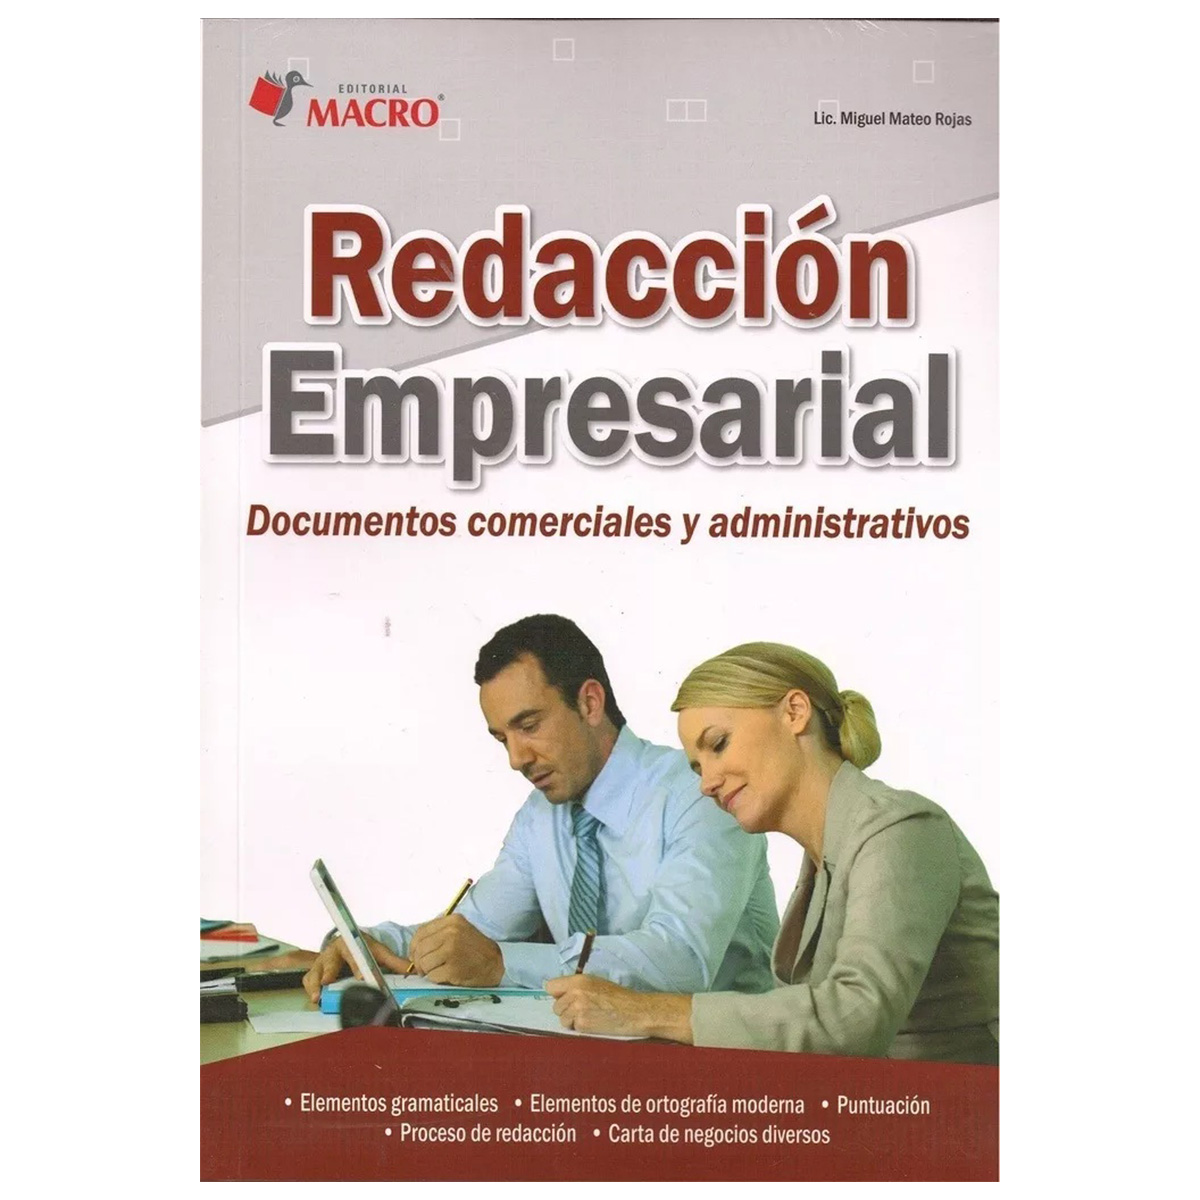 EDITORIAL
MACRO®
Lic. Miguel Mateo Rojas
Redacción
Empresarial
Documentos comerciales y administrativos
• Elementos gramaticales • Elementos de ortografía moderna • Puntuación
• Proceso de redacción • Carta de negocios diversos